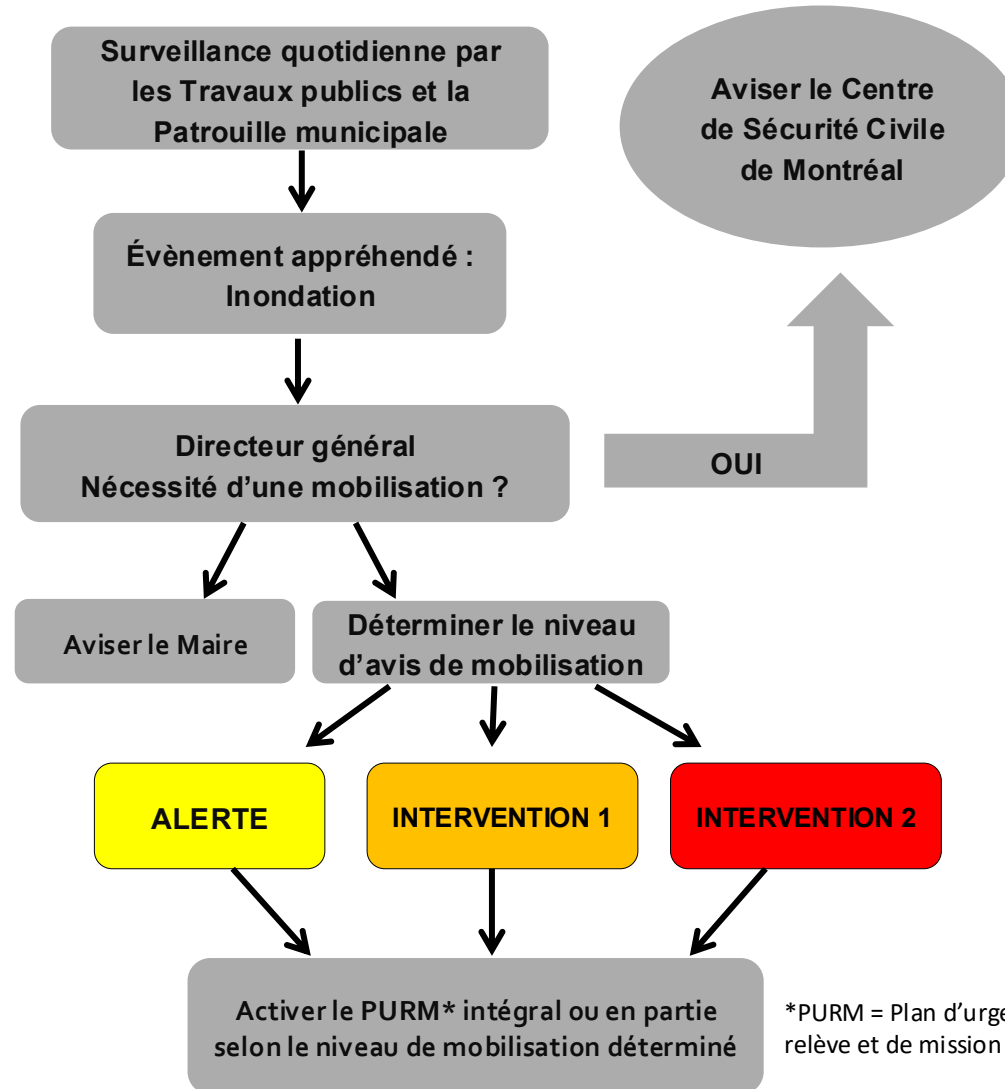 Surveillance quotidienne par
les Travaux publics et la
Patrouille municipale
Aviser le Centre
de Sécurité Civile
de Montréal
Évènement appréhendé :
Inondation
Directeur général
Nécessité d’une mobilisation ?
OUI
Aviser le Maire
Déterminer le niveau
d’avis de mobilisation
ALERTE
INTERVENTION 1
INTERVENTION 2
Activer le PURM* intégral ou en partie
selon le niveau de mobilisation déterminé
*PURM = Plan d’urge
relève et de mission